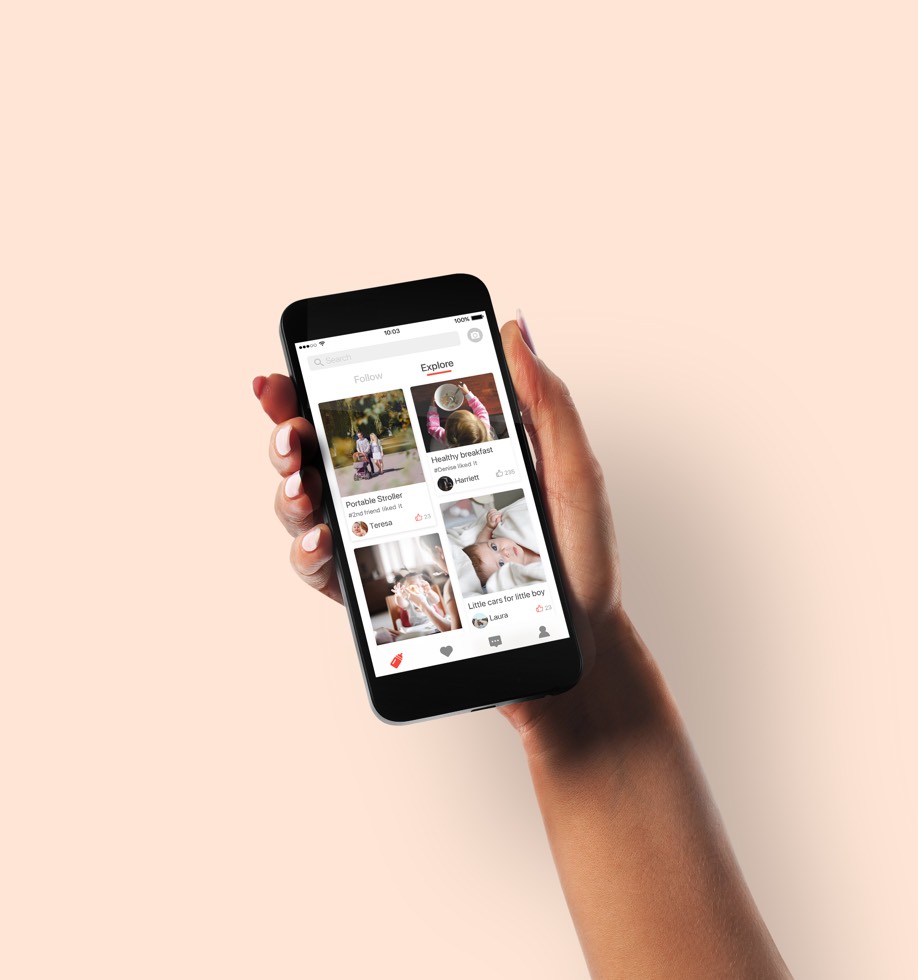 10:03
100%
Search
Follow
Explore
Portable Stroller
#2nd friend liked it
Teresa
23
Healthy breakfast
#Denise liked it
Harriett
235
Little cars for little boy
Laura
23